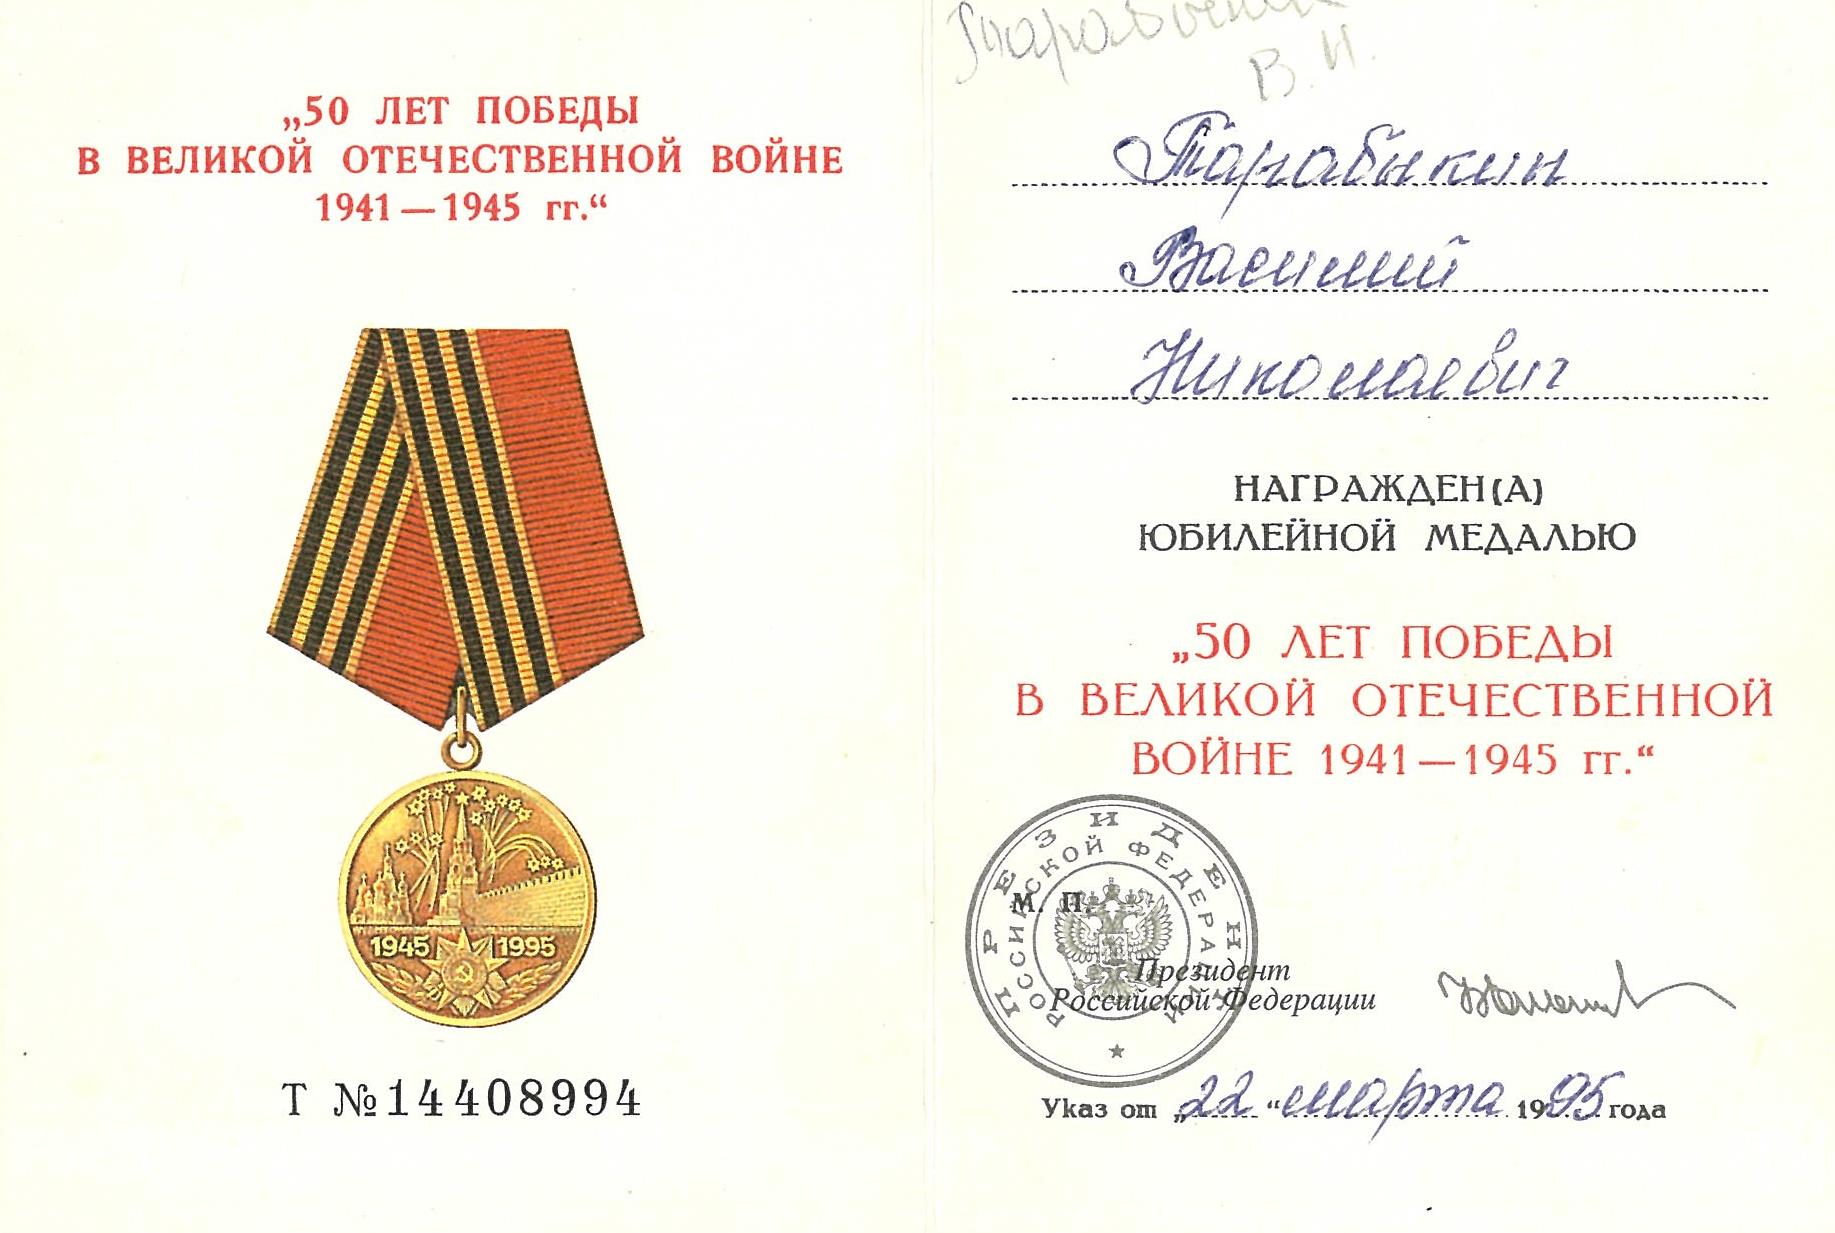 „50 ЛЕТ ПОБЕДЫ
В ВЕЛИКОЙ ОТЕЧЕСТВЕННОЙ ВОЙНЕ
1941—1945 гг.“
1945 1995
Т №14408994
В. Н.
Тарабыкин
Василий
Николаевич
НАГРАЖДЕН(А)
ЮБИЛЕЙНОЙ МЕДАЛЬЮ
„50 ЛЕТ ПОБЕДЫ
В ВЕЛИКОЙ ОТЕЧЕСТВЕННОЙ
ВОЙНЕ 1941—1945 гг.“
ПРЕЗИДЕНТ
РОССИЙСКОЙ ФЕДЕРАЦИИ
М. П.
Президент
Российской Федерации
Указ от „22“ марта 1995 года